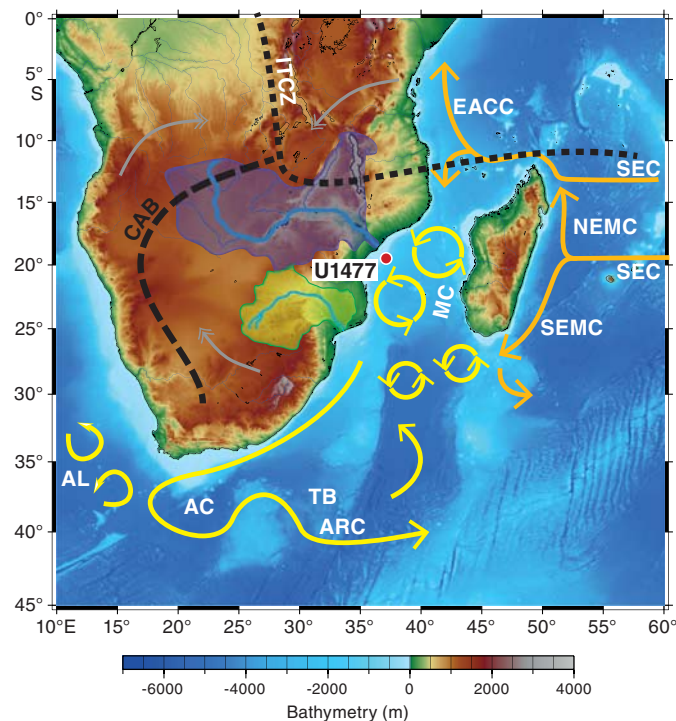 0°
5°
S
10°
15°
20°
25°
30°
35°
40°
45°
10°E
15°
20°
25°
30°
35°
40°
45°
50°
55°
60°
ITCZ
EACC
SEC
CAB
NEMC
U1477
SEC
MC
SEMC
AL
AC
TB
ARC
-6000
-4000
-2000
0
2000
4000
Bathymetry (m)